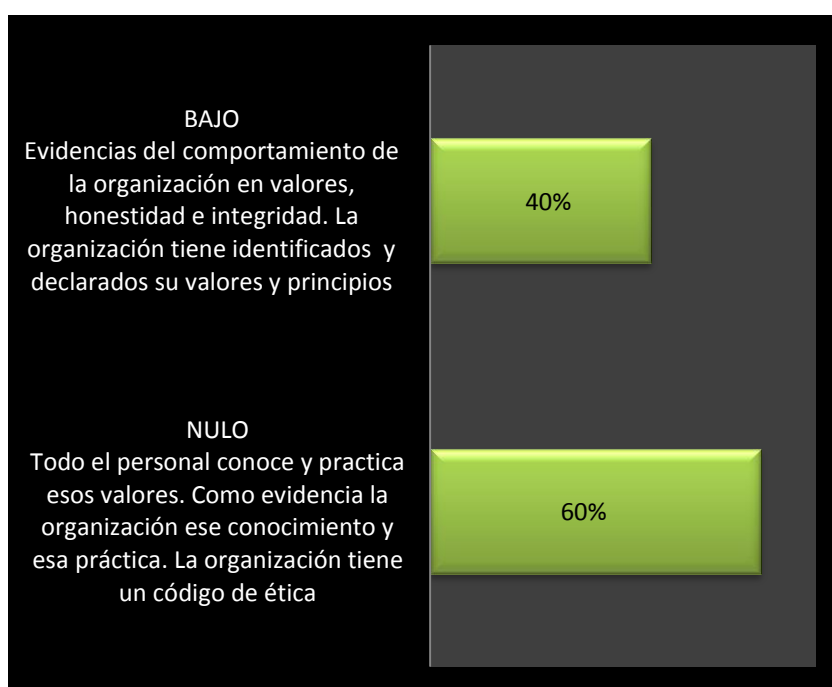 BAJO
Evidencias del comportamiento de
la organización en valores,
honestidad e integridad. La
organización tiene identificados y
declarados su valores y principios
40%
NULO
Todo el personal conoce y practica
esos valores. Como evidencia la
organización ese conocimiento y
esa práctica. La organización tiene
un código de ética
60%